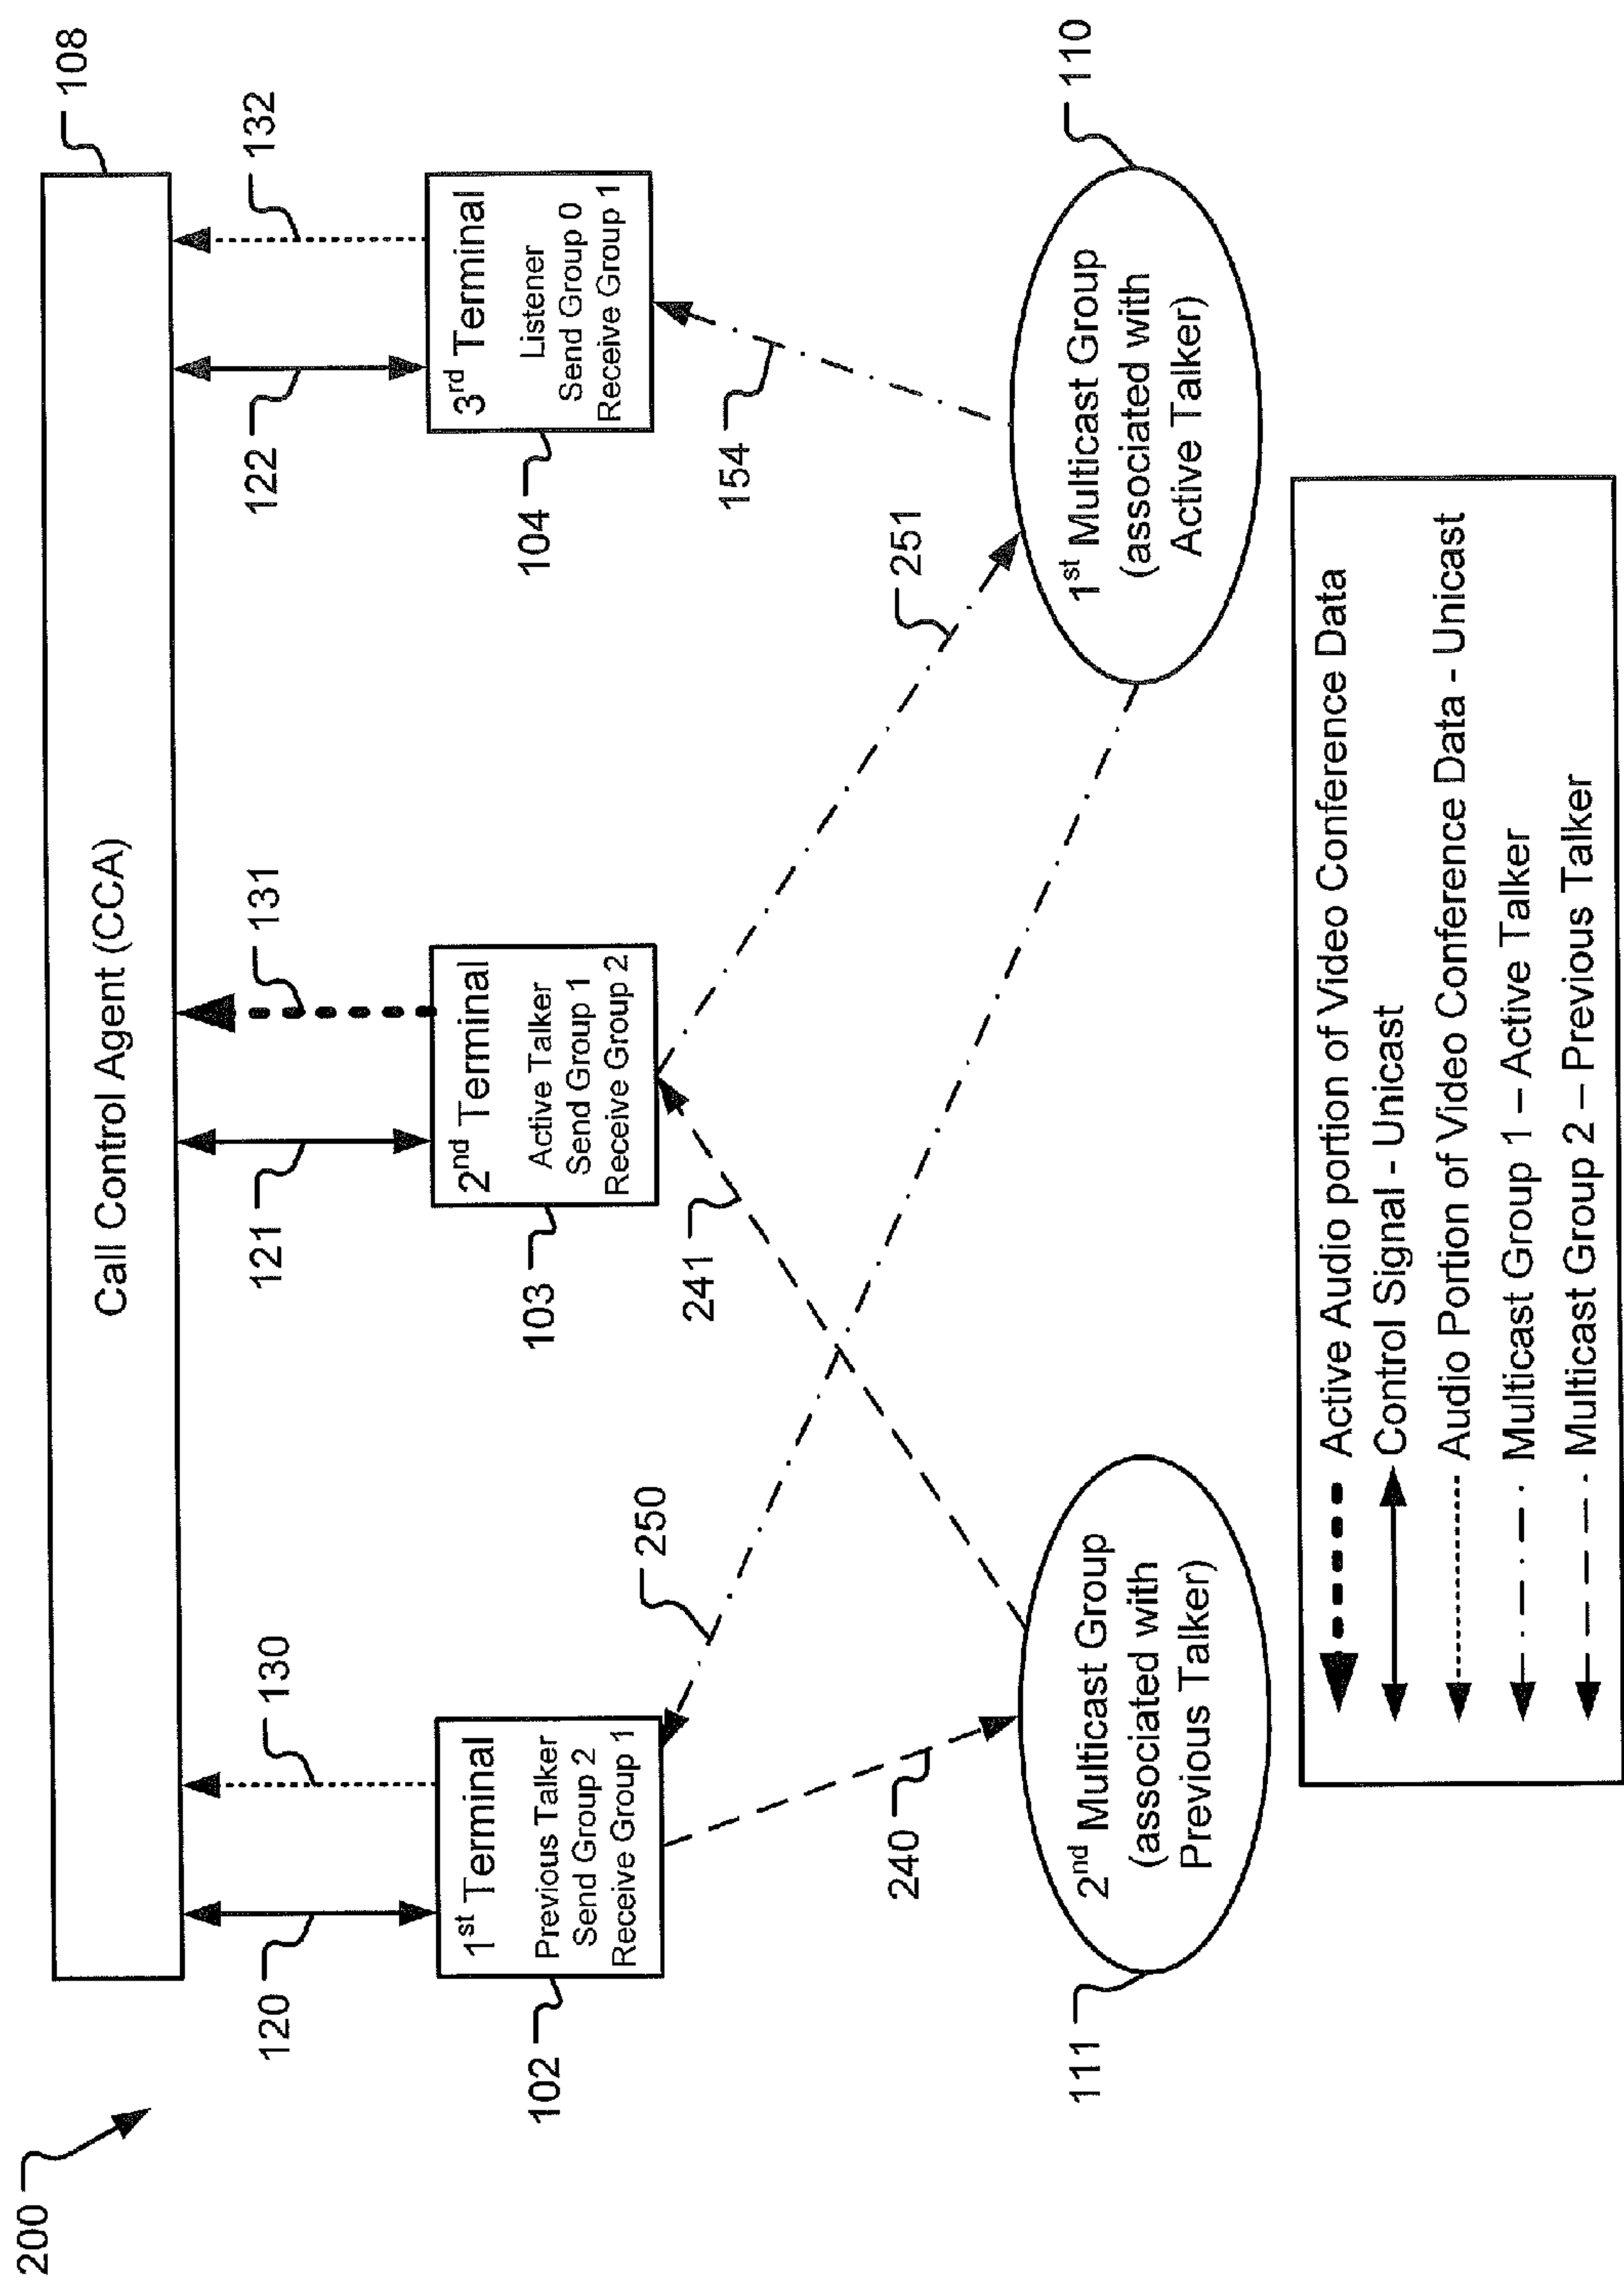 200
Call Control Agent (CCA)
108
120
130
121
131
122
132
1st Terminal
Previous Talker
Send Group 2
Receive Group 1
102
2nd Terminal
Active Talker
Send Group 1
Receive Group 2
103
3rd Terminal
Listener
Send Group 0
Receive Group 1
104
240
250
241
251
154
2nd Multicast Group
(associated with
Previous Talker)
111
1st Multicast Group
(associated with
Active Talker)
110
Active Audio portion of Video Conference Data
Control Signal - Unicast
Audio Portion of Video Conference Data - Unicast
Multicast Group 1 – Active Talker
Multicast Group 2 – Previous Talker